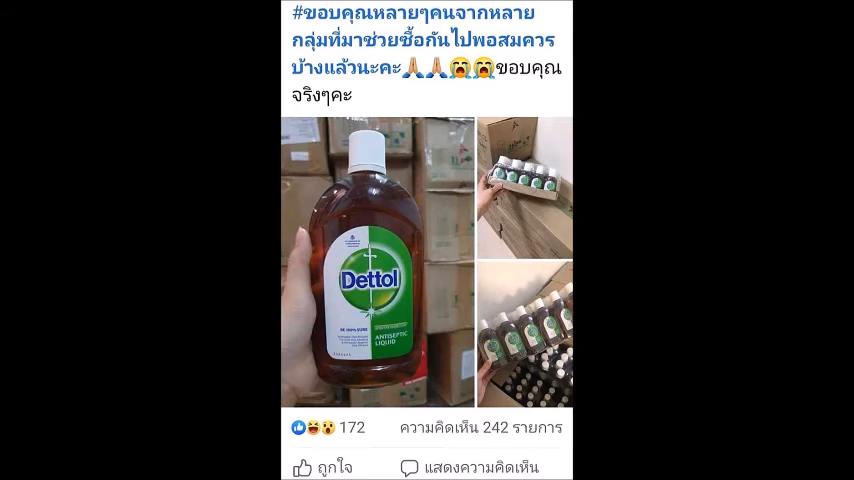 #ขอบคุณหลายๆคนจากหลาย
กลุ่มที่มาช่วยซื้อกันไปพอสมควร
บ้างแล้วนะคะ🙏🏼🙏🏼😭😭ขอบคุณ
จริงๆคะ
Dettol
BE 100% SURE
ANTISEPTIC
LIQUID
172
ความคิดเห็น 242 รายการ
ถูกใจ
แสดงความคิดเห็น